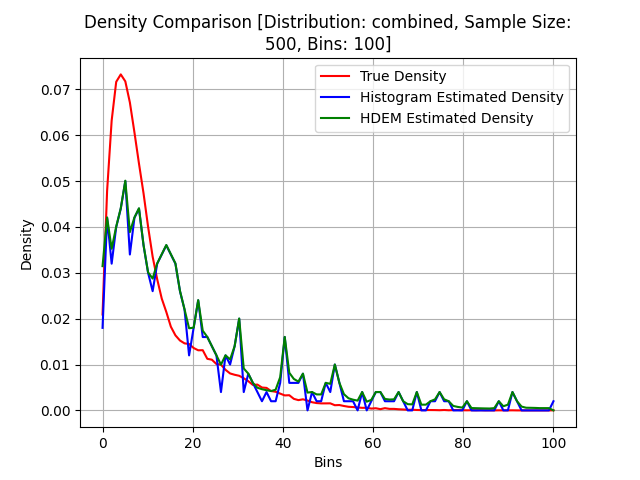 Density Comparison [Distribution: combined, Sample Size:
500, Bins: 100]
True Density
Histogram Estimated Density
HDEM Estimated Density
Density
0.07
0.06
0.05
0.04
0.03
0.02
0.01
0.00
0 20 40 60 80 100
Bins